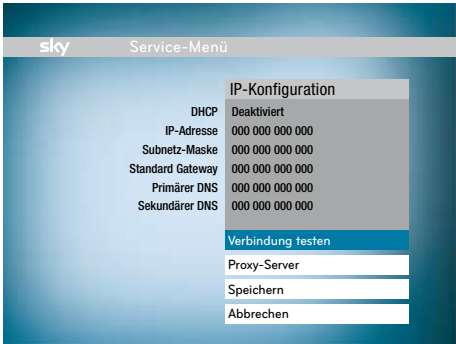 sky Service-Menü
IP-Konfiguration
DHCP Deaktiviert
IP-Adresse 000 000 000 000
Subnetz-Maske 000 000 000 000
Standard Gateway 000 000 000 000
Primärer DNS 000 000 000 000
Sekundärer DNS 000 000 000 000
Verbindung testen
Proxy-Server
Speichern
Abbrechen